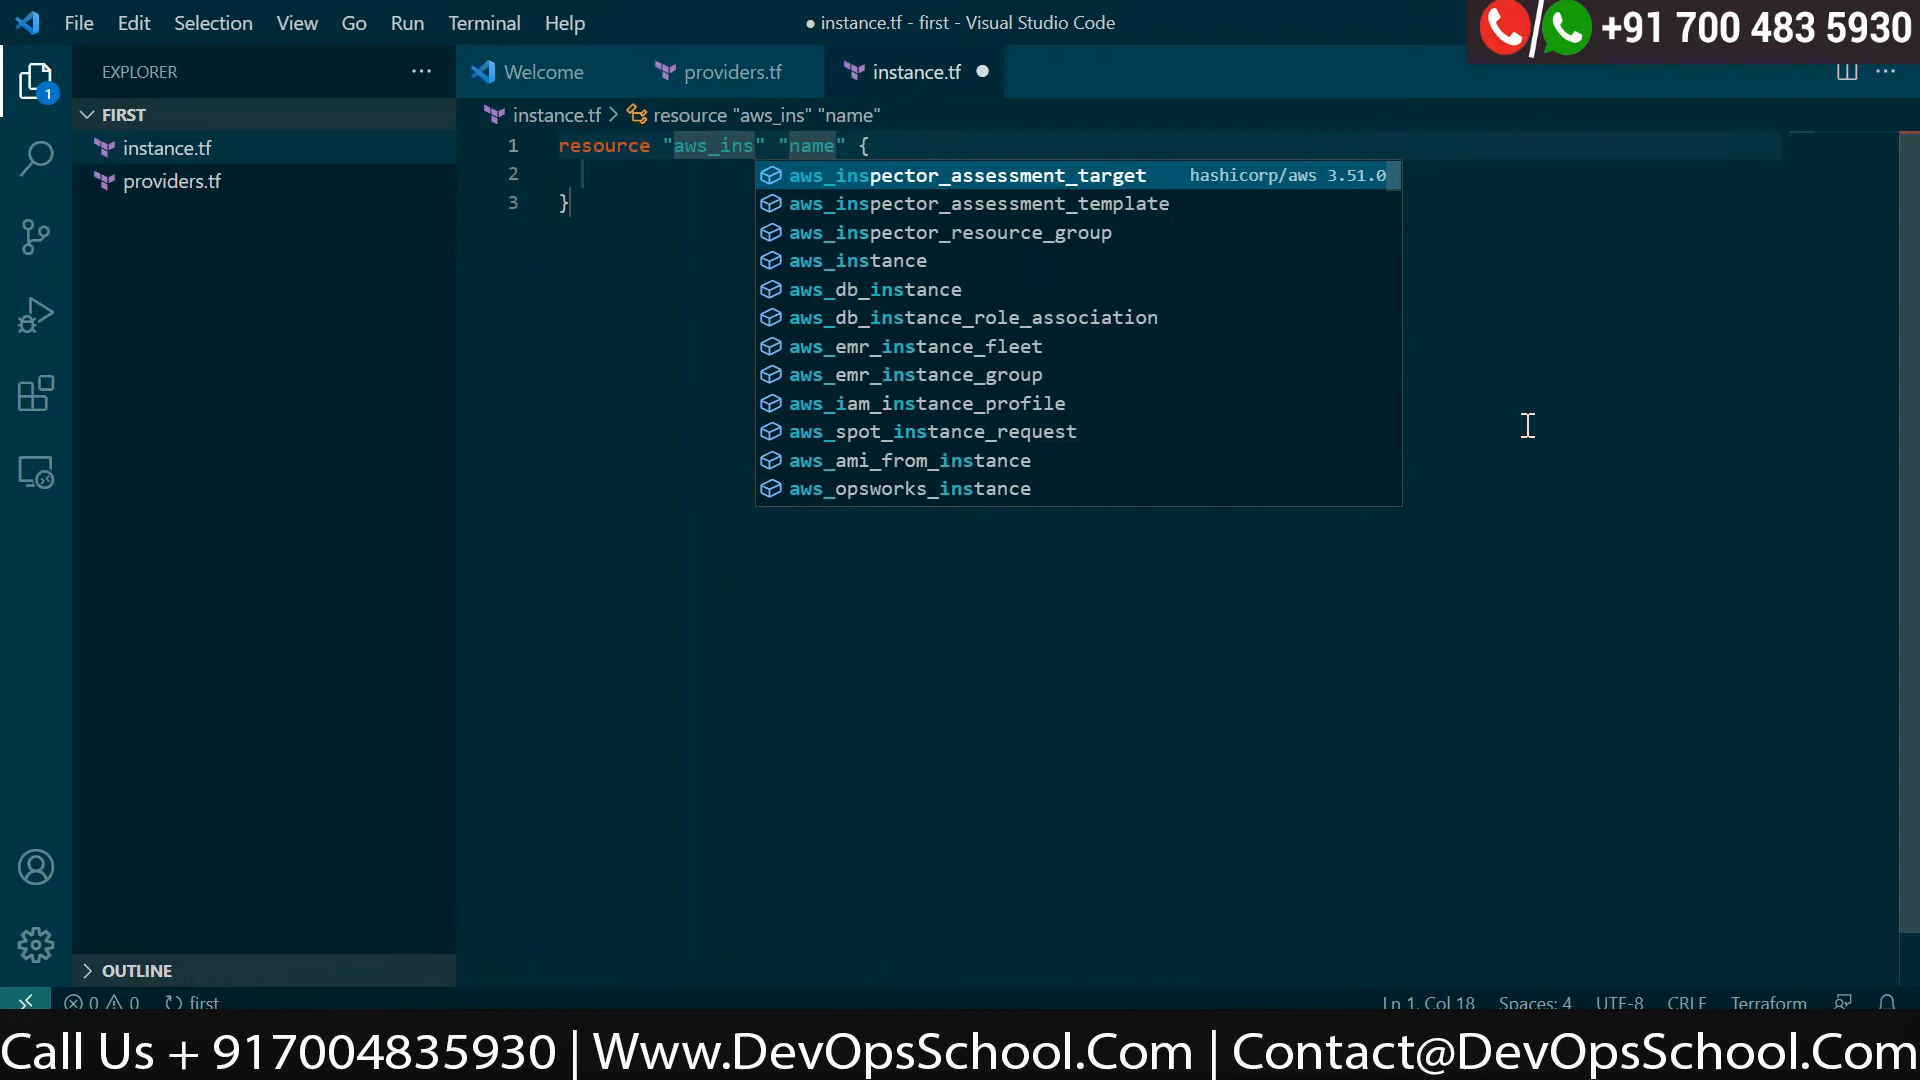 File Edit Selection View Go Run Terminal Help
● instance.tf - first - Visual Studio Code
+91 700 483 5930
EXPLORER
1
FIRST
instance.tf
providers.tf
OUTLINE
Welcome
providers.tf
instance.tf
instance.tf > resource "aws_ins" "name"
1 resource "aws_ins" "name" {
2
3 }
aws_inspector_assessment_target hashicorp/aws 3.51.0
aws_inspector_assessment_template
aws_inspector_resource_group
aws_instance
aws_db_instance
aws_db_instance_role_association
aws_emr_instance_fleet
aws_emr_instance_group
aws_iam_instance_profile
aws_spot_instance_request
aws_ami_from_instance
aws_opsworks_instance
0 0 first
Ln 1, Col 18 Spaces: 4 UTF-8 CRLF Terraform
Call Us + 917004835930 | Www.DevOpsSchool.Com | Contact@DevOpsSchool.Com